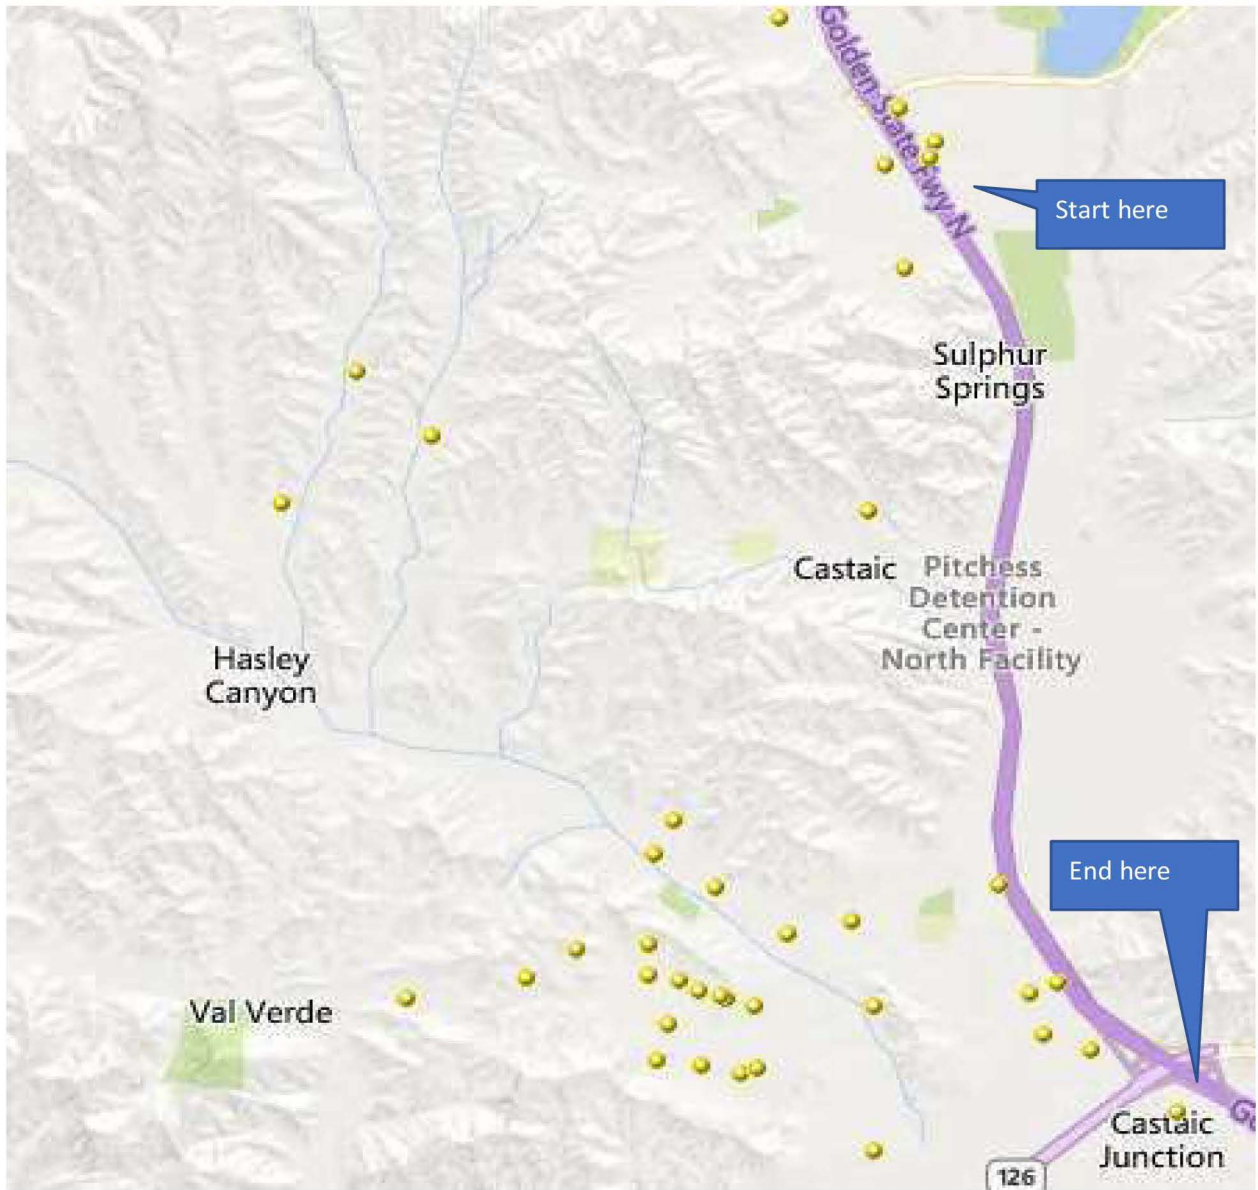 Golden State Fwy N
Start here
Sulphur
Springs
Castaic
Pitchess
Detention
Center -
North Facility
Hasley
Canyon
End here
Val Verde
Castaic
Junction
126